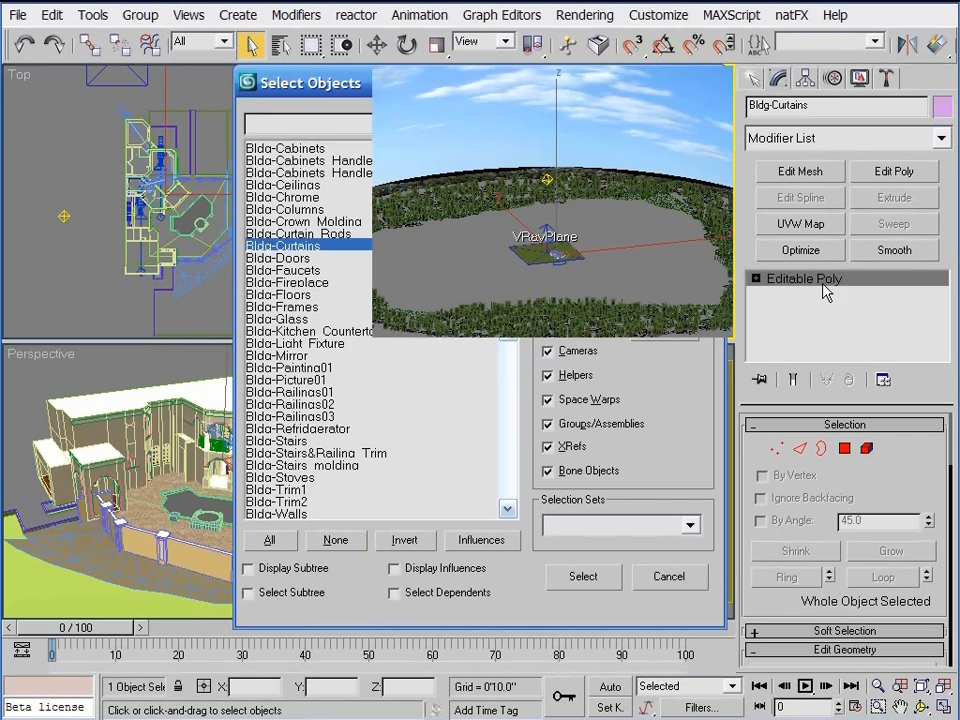 File Edit Tools Group Views Create Modifiers reactor Animation Graph Editors Rendering Customize MAXScript natFX Help
All
View
Top
Select Objects
Z
VRayPlane
Bldg-Cabinets
Bldg-Cabinets Handle
Bldg-Cabinets Handle
Bldg-Ceilings
Bldg-Chrome
Bldg-Columns
Bldg-Crown Molding
Bldg-Curtain Rods
Bldg-Curtains
Bldg-Doors
Bldg-Faucets
Bldg-Fireplace
Bldg-Floors
Bldg-Frames
Bldg-Glass
Bldg-Kitchen Counterto
Bldg-Light Fixture
Bldg-Mirror
Bldg-Painting01
Bldg-Picture01
Bldg-Railings01
Bldg-Railings02
Bldg-Railings03
Bldg-Refridgerator
Bldg-Stairs
Bldg-Stairs&Railing Trim
Bldg-Stairs molding
Bldg-Stoves
Bldg-Trim1
Bldg-Trim2
Bldg-Walls
Cameras
Helpers
Space Warps
Groups/Assemblies
XRefs
Bone Objects
Selection Sets
All None Invert Influences
Display Subtree Display Influences
Select Subtree Select Dependents
Select Cancel
Perspective
Bldg-Curtains
Modifier List
Edit Mesh Edit Poly
Edit Spline Extrude
UVW Map Sweep
Optimize Smooth
Editable Poly
Selection
By Vertex
Ignore Backfacing
By Angle: 45.0
Shrink Grow
Ring Loop
Whole Object Selected
Soft Selection
Edit Geometry
0 / 100
0 10 20 30 40 50 60 70 80 90 100
1 Object Sele X: Y: Z: Grid = 0'10.0" Auto Selected
Beta license Click or click-and-drag to select objects Add Time Tag Set K. Filters... 0